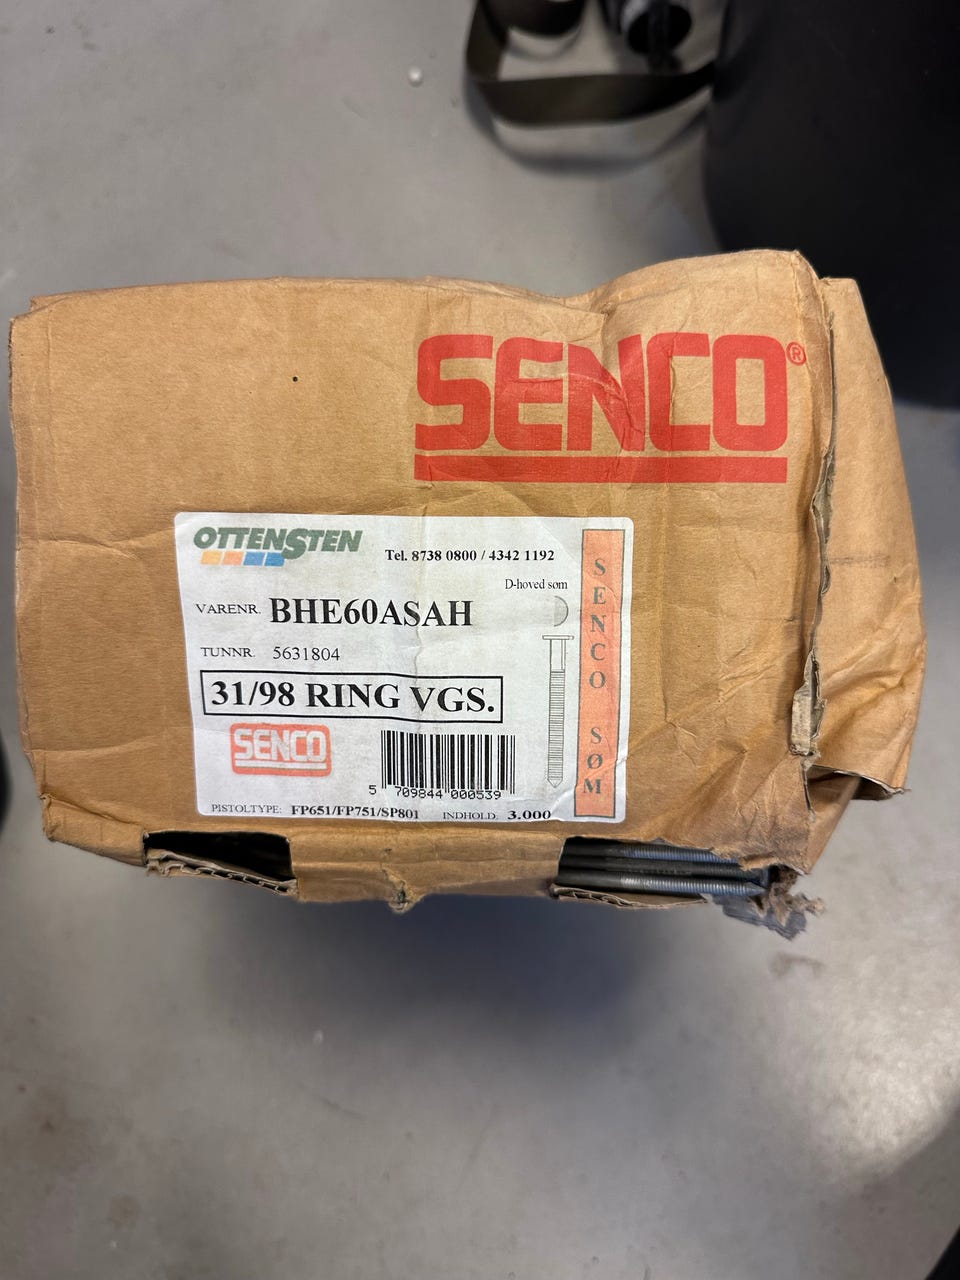 SENCO®
OTTENSTEN
Tel. 8738 0800 / 4342 1192
D-hoved søm
VARENR. BHE60ASAH
TUNNR. 5631804
31/98 RING VGS.
SENCO
5 709844 000539
PISTOLTYPE: FP651/FP751/SP801 INDHOLD: 3.000
SENCO SØM